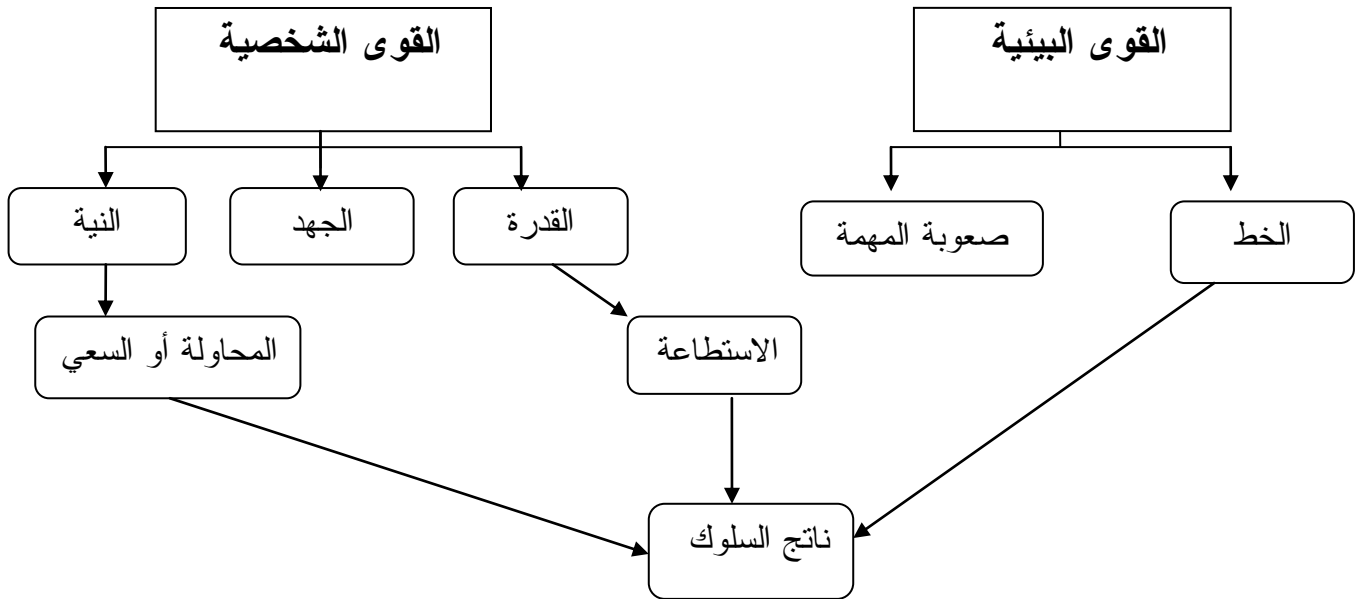 القوى البيئية
القوى الشخصية
الخط
صعوبة المهمة
القدرة
الجهد
النية
الاستطاعة
المحاولة أو السعي
ناتج السلوك